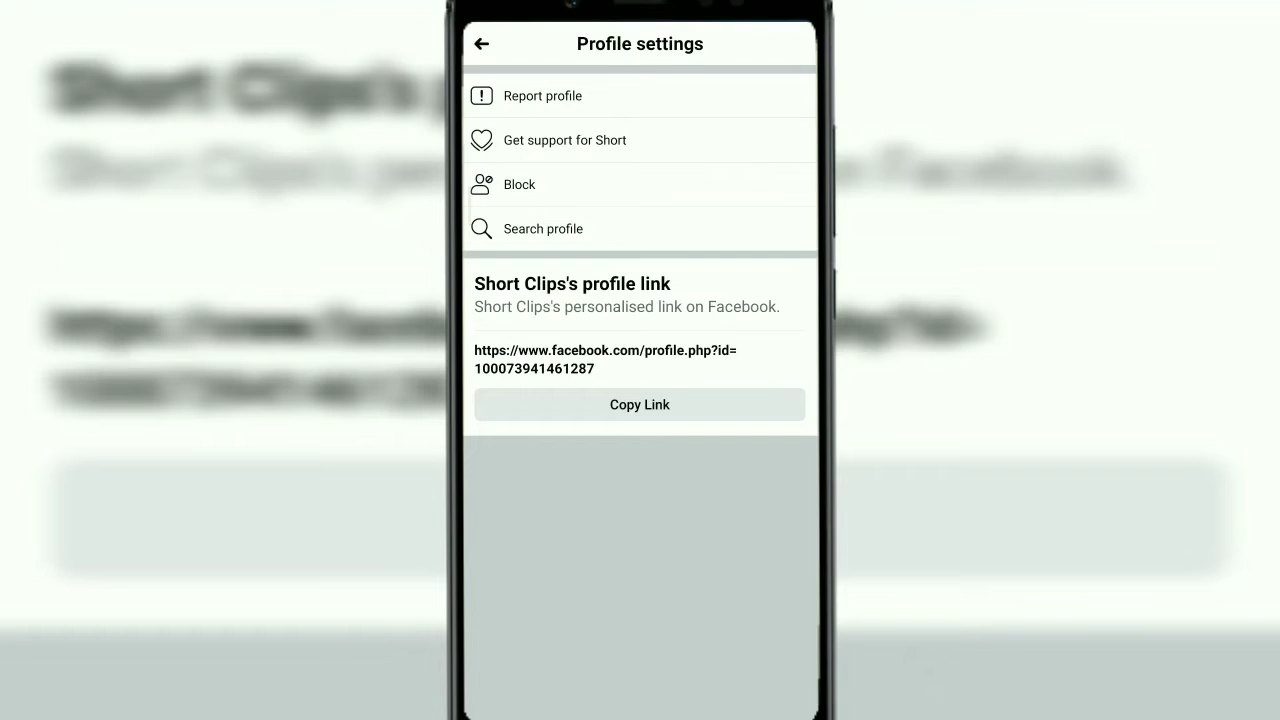 Profile settings
Report profile
Get support for Short
Block
Search profile
Short Clips's profile link
Short Clips's personalised link on Facebook.
https://www.facebook.com/profile.php?id=
100073941461287
Copy Link